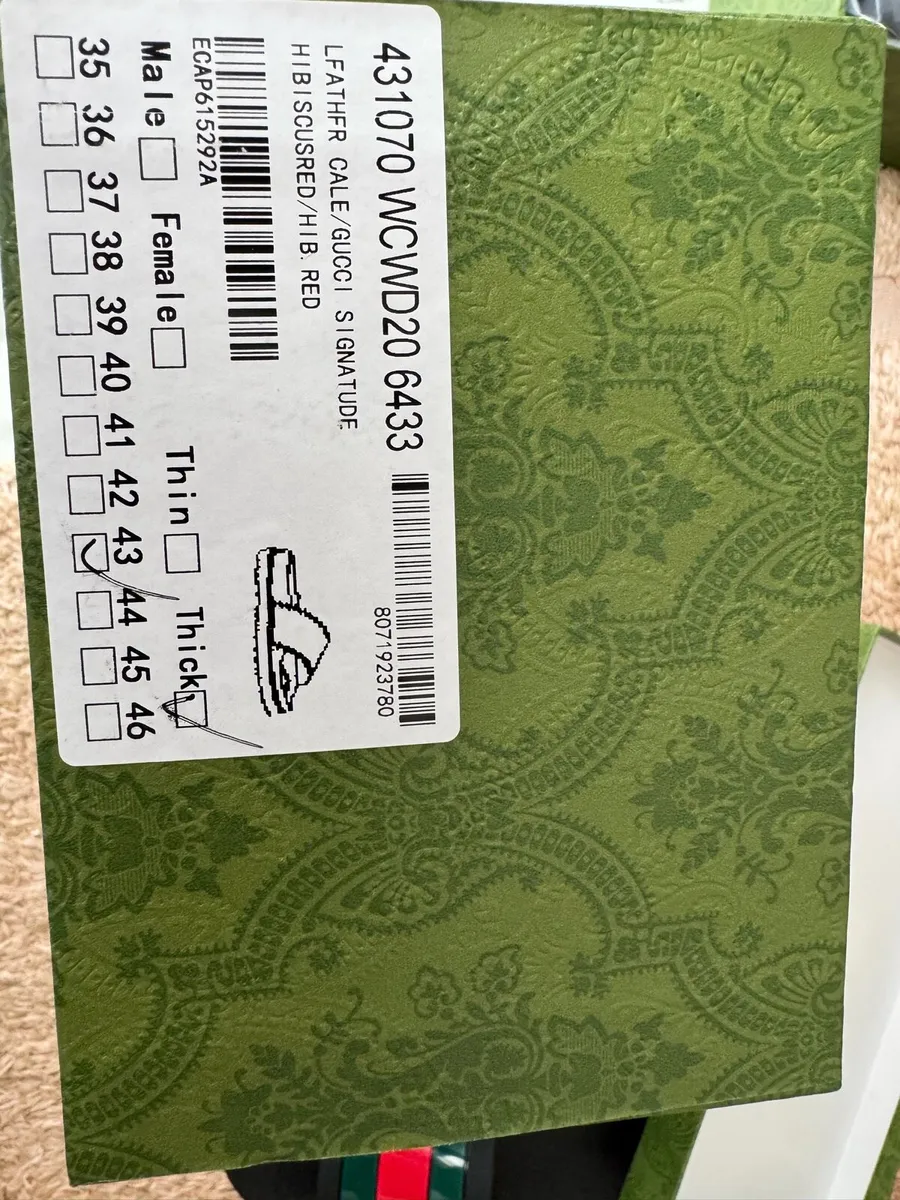 431070 WCWD20 6433
8071923780
LFATHFR CALE/GUCCI SIGNATUDF
HIBISCUSRED/HIB. RED
ECAP615292A
Male Female Thin Thick
35 36 37 38 39 40 41 42 43 44 45 46